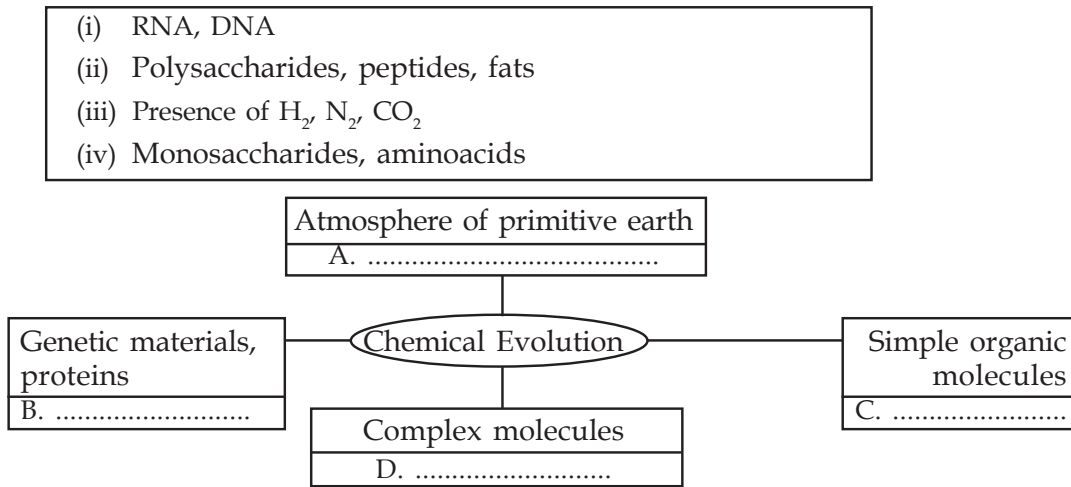 (i) RNA, DNA
(ii) Polysaccharides, peptides, fats
(iii) Presence of H₂, N₂, CO₂
(iv) Monosaccharides, aminoacids
Atmosphere of primitive earth
A. .......................................
Genetic materials,
proteins
B. ..........................
Chemical Evolution
Simple organic
molecules
C. .......................
Complex molecules
D. ..........................